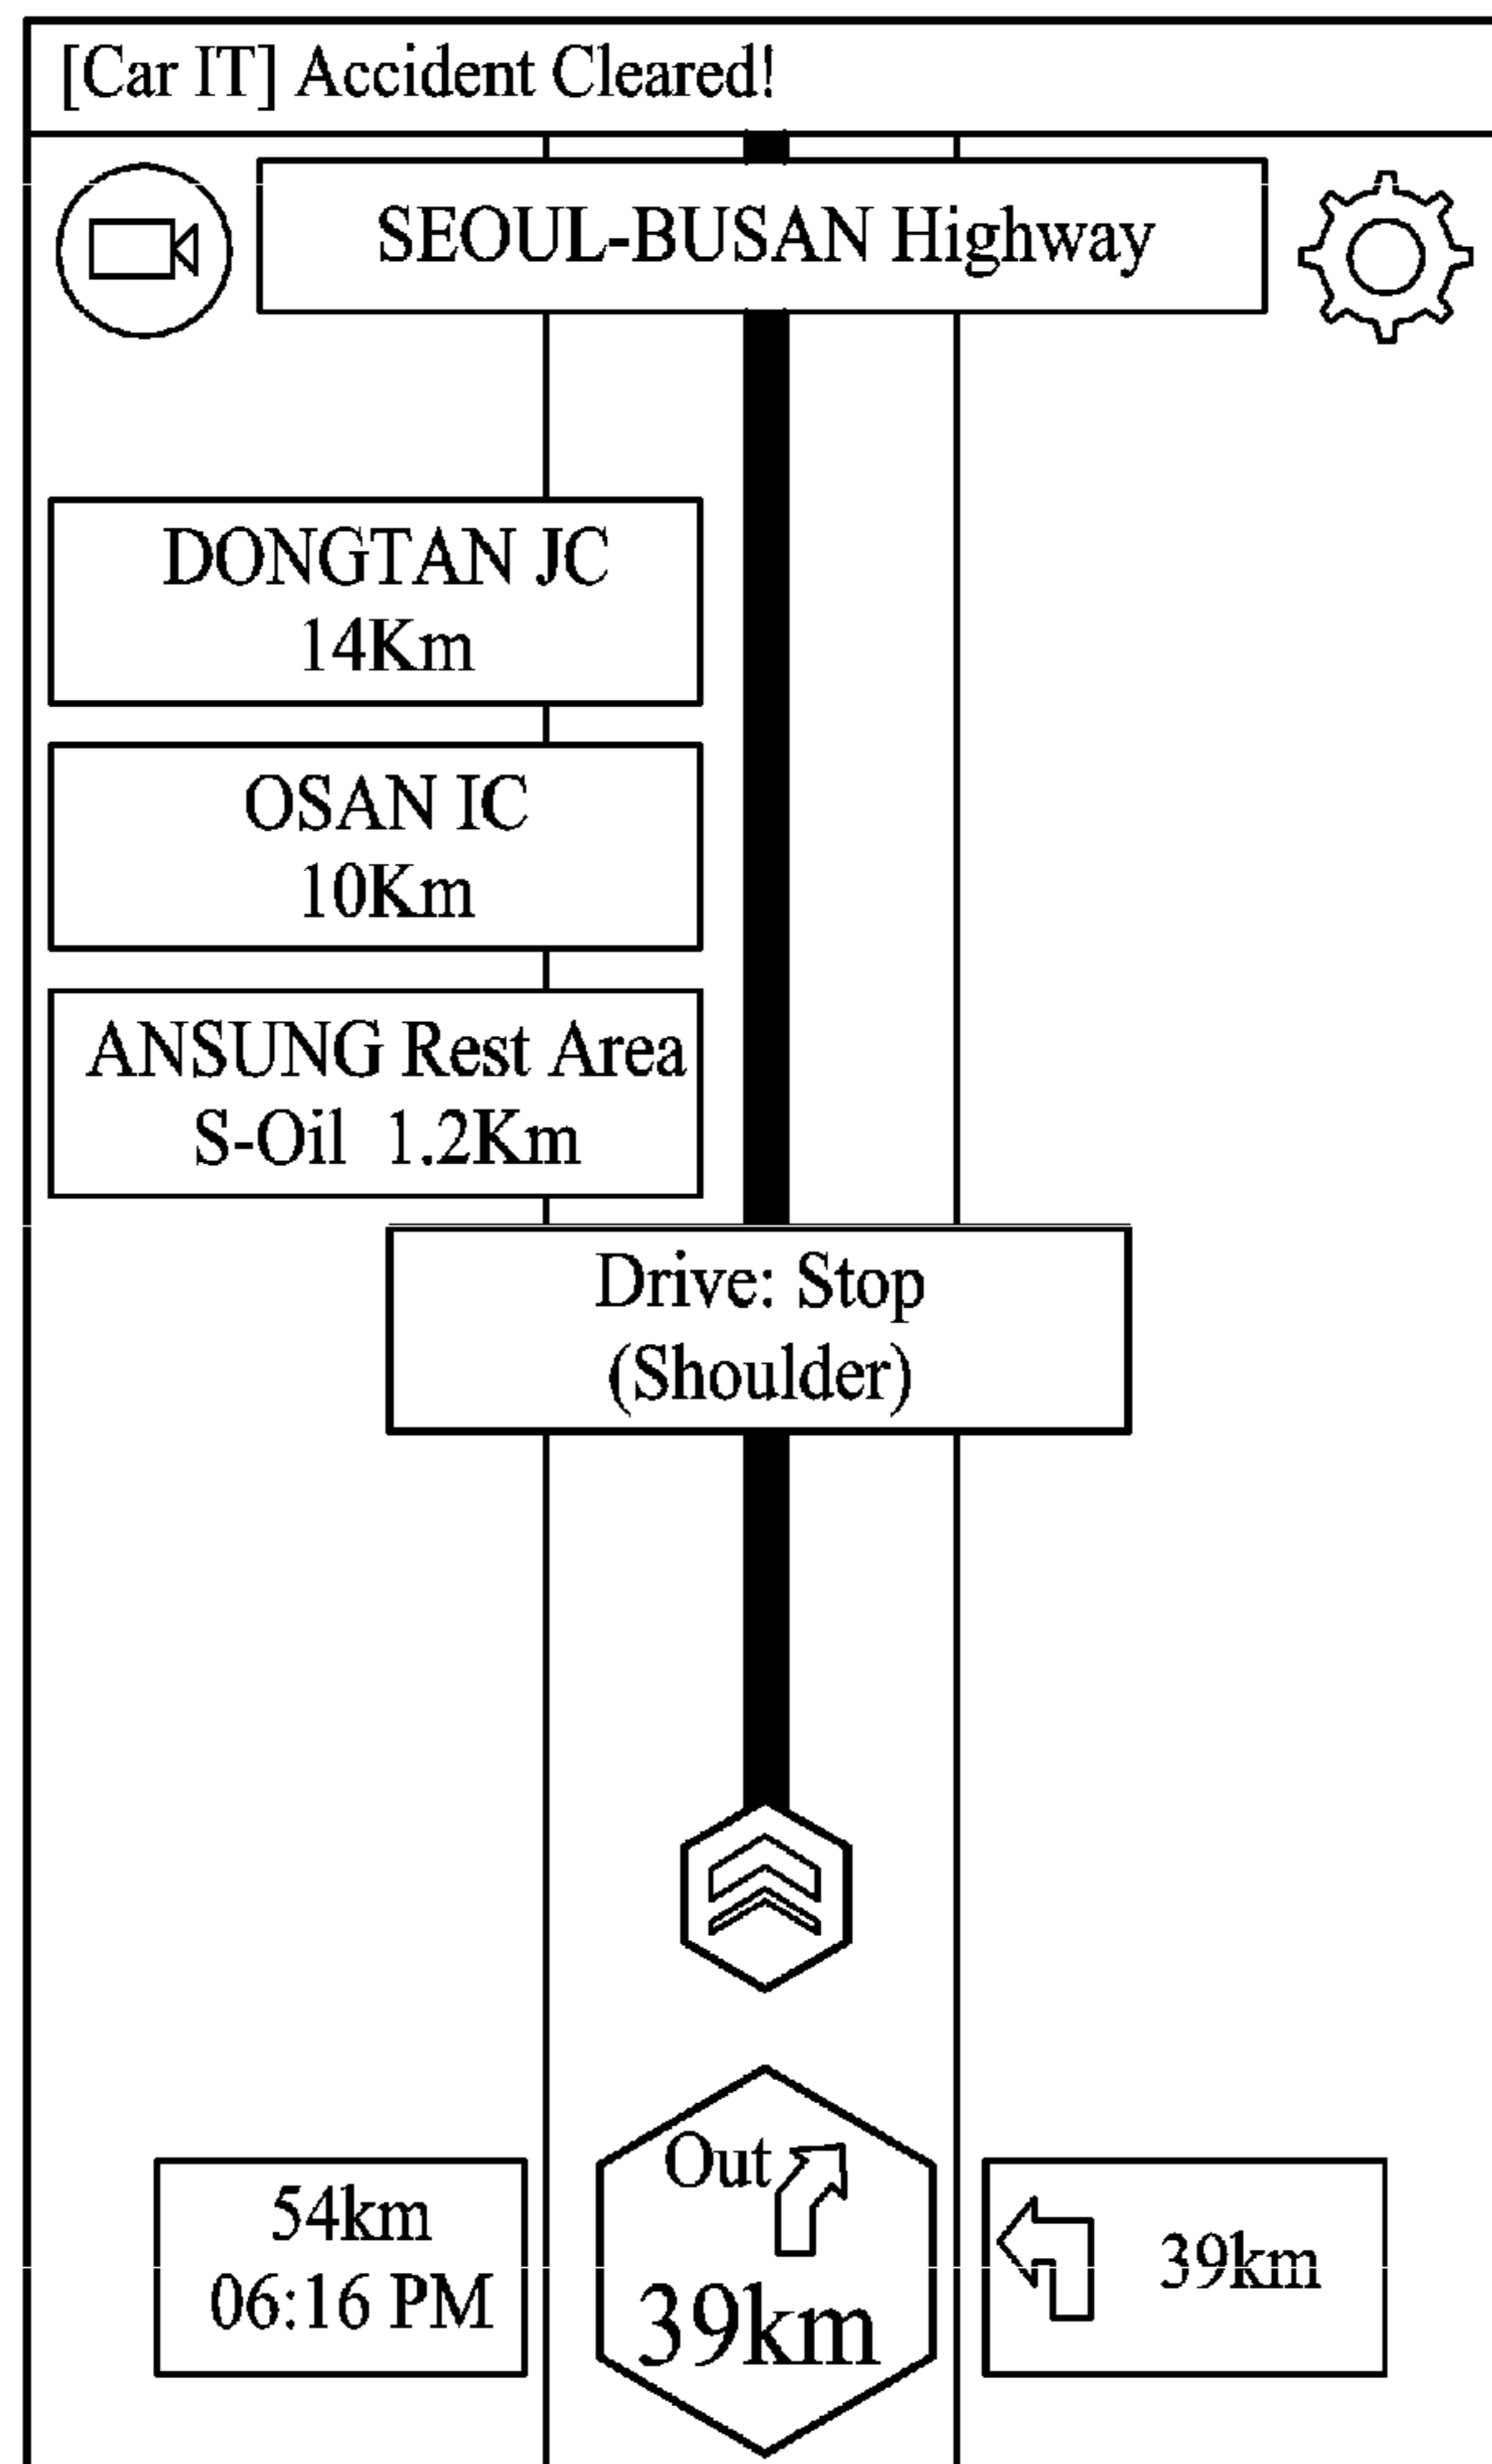 [Car IT] Accident Cleared!
SEOUL-BUSAN Highway
DONGTAN JC
14Km
OSAN IC
10Km
ANSUNG Rest Area
S-Oil 1.2Km
Drive: Stop
(Shoulder)
54km
06:16 PM
Out
39km
39km